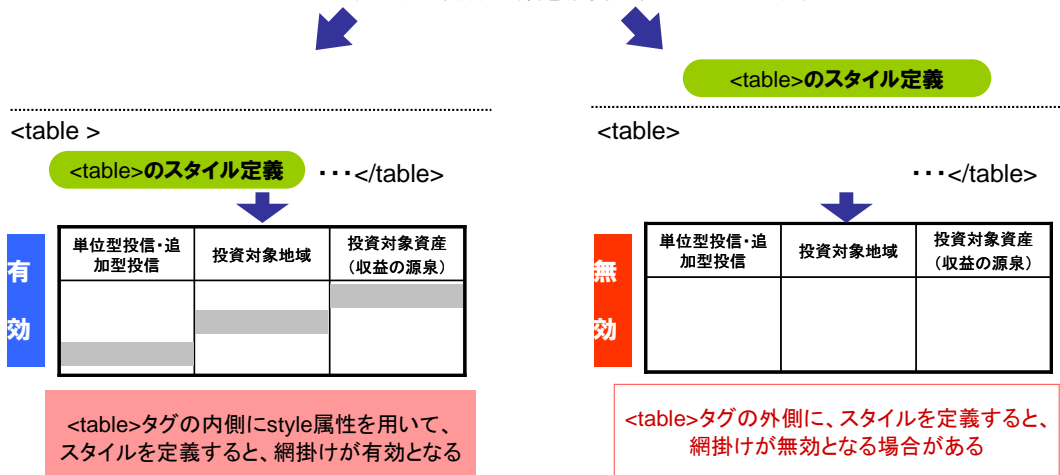 <table >
<table>のスタイル定義
・・・</table>
有効
単位型投信・追
加型投信
投資対象地域
投資対象資産
(収益の源泉)
<table>タグの内側にstyle属性を用いて、
スタイルを定義すると、網掛けが有効となる
<table>のスタイル定義
<table>
・・・</table>
無効
単位型投信・追
加型投信
投資対象地域
投資対象資産
(収益の源泉)
<table>タグの外側に、スタイルを定義すると、
網掛けが無効となる場合がある